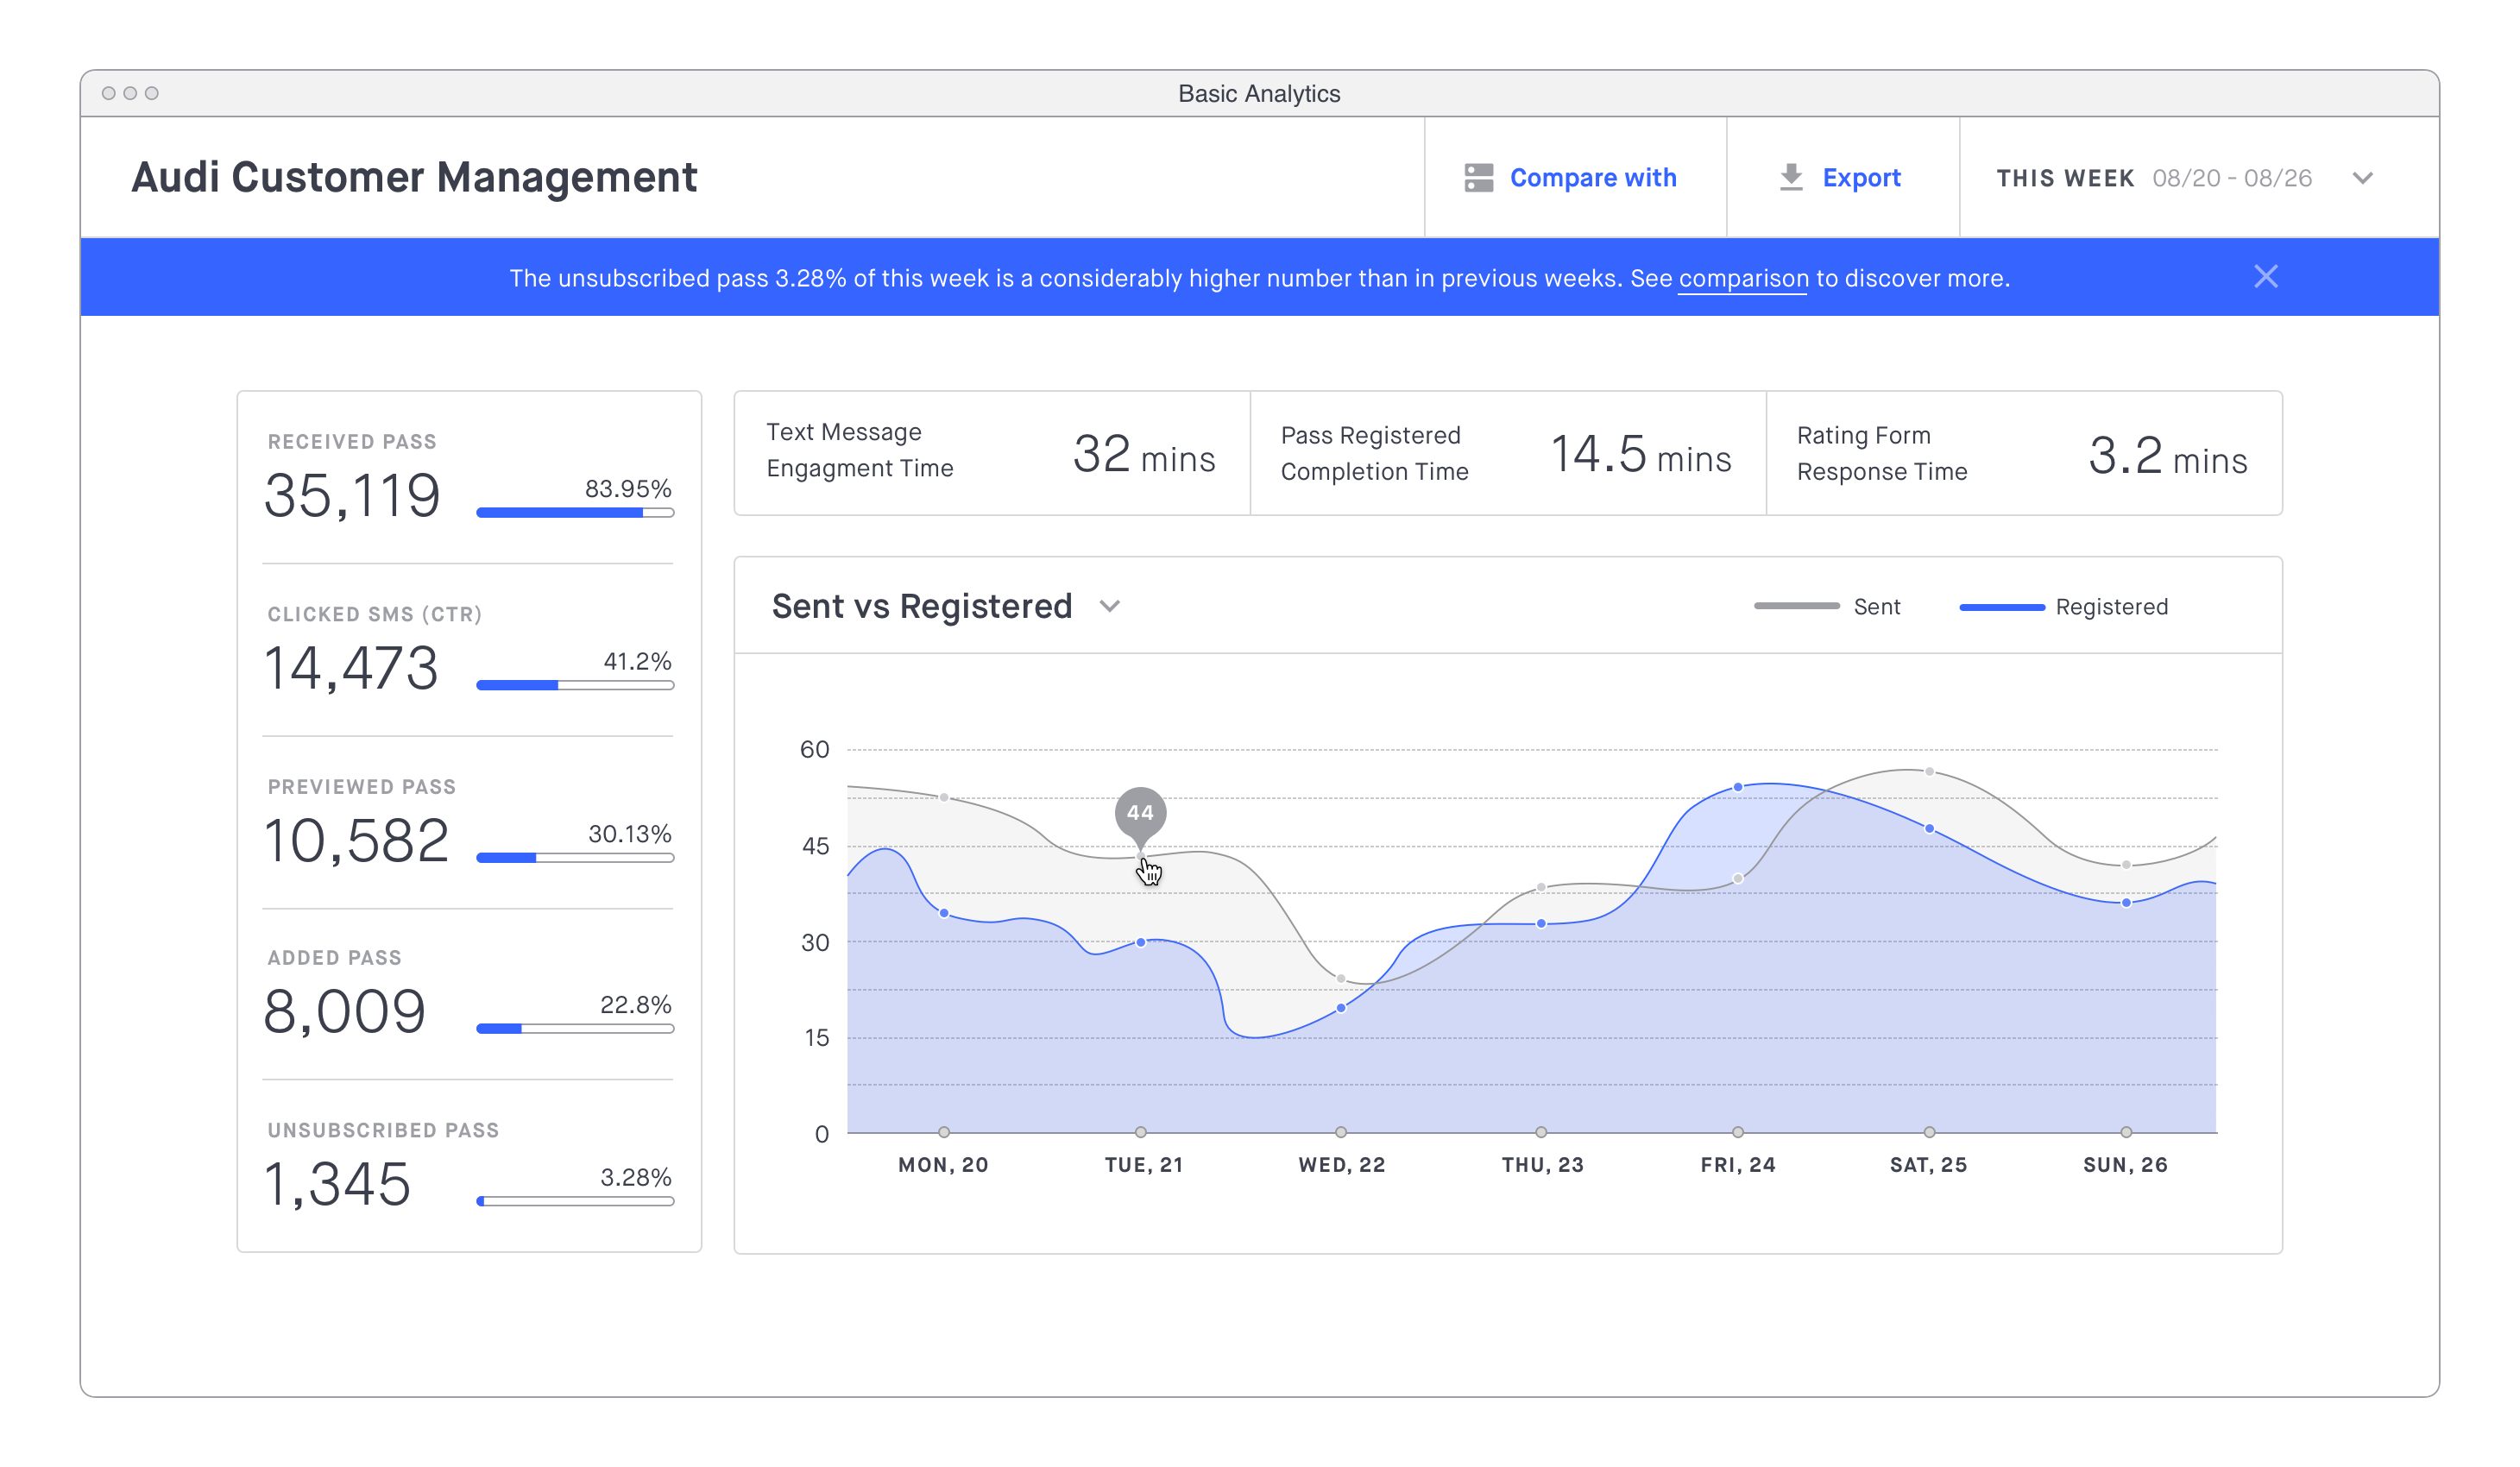 Basic Analytics
Audi Customer Management
Compare with
Export
THIS WEEK 08/20 - 08/26
The unsubscribed pass 3.28% of this week is a considerably higher number than in previous weeks. See comparison to discover more.
RECEIVED PASS
35,119
83.95%
CLICKED SMS (CTR)
14,473
41.2%
PREVIEWED PASS
10,582
30.13%
ADDED PASS
8,009
22.8%
UNSUBSCRIBED PASS
1,345
3.28%
Text Message
Engagment Time
32 mins
Pass Registered
Completion Time
14.5 mins
Rating Form
Response Time
3.2 mins
Sent vs Registered
Sent
Registered
60
45
30
15
0
44
MON, 20
TUE, 21
WED, 22
THU, 23
FRI, 24
SAT, 25
SUN, 26